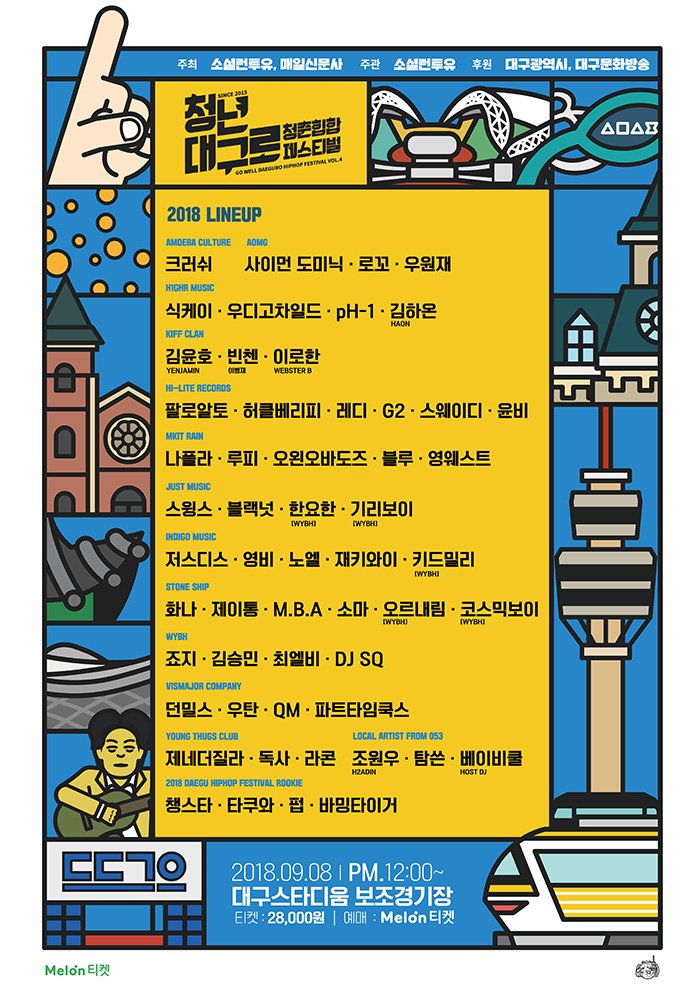 주최 소셜런투유, 매일신문사 주관 소셜런투유 후원 대구광역시, 대구문화방송
SINCE 2015
청년
대구로
청춘힙합
페스티벌
GO WELL DAEGURO HIPHOP FESTIVAL VOL.4
2018 LINEUP
AMOEBA CULTURE AOMG
크러쉬 사이먼 도미닉 · 로꼬 · 우원재
H1GHR MUSIC
식케이 · 우디고차일드 · pH-1 · 김하온
HAON
KIFF CLAN
김윤호 · 빈첸 · 이로한
YENJAMIN 이병재 WEBSTER B
HI-LITE RECORDS
팔로알토 · 허클베리피 · 레디 · G2 · 스웨이디 · 윤비
MKIT RAIN
나플라 · 루피 · 오왼오바도즈 · 블루 · 영웨스트
JUST MUSIC
스윙스 · 블랙넛 · 한요한 · 기리보이
[WYBH] [WYBH]
INDIGO MUSIC
저스디스 · 영비 · 노엘 · 재키와이 · 키드밀리
[WYBH]
STONE SHIP
화나 · 제이통 · M.B.A · 소마 · 오르내림 · 코스믹보이
[WYBH] [WYBH]
WYBH
죠지 · 김승민 · 최엘비 · DJ SQ
VISMAJOR COMPANY
던밀스 · 우탄 · QM · 파트타임쿡스
YOUNG THUGS CLUB LOCAL ARTIST FROM 053
제네더질라 · 독사 · 라콘 조원우 · 탐쓴 · 베이비쿨
H2ADIN HOST DJ
2018 DAEGU HIPHOP FESTIVAL ROOKIE
챙스타 · 타쿠와 · 펍 · 바밍타이거
ㄷㄷㄱㅇ
2018.09.08 | PM.12:00~
대구스타디움 보조경기장
티켓 : 28,000원 | 예매 : Melon티켓
Melon티켓